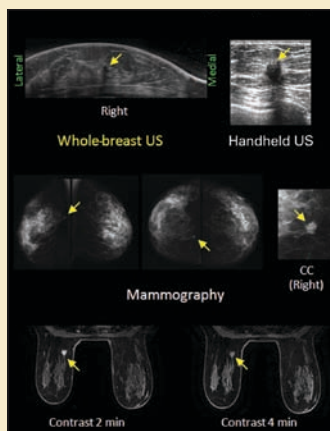 Lateral
Medial
Right
Whole-breast US
Handheld US
CC
(Right)
Mammography
Contrast 2 min
Contrast 4 min